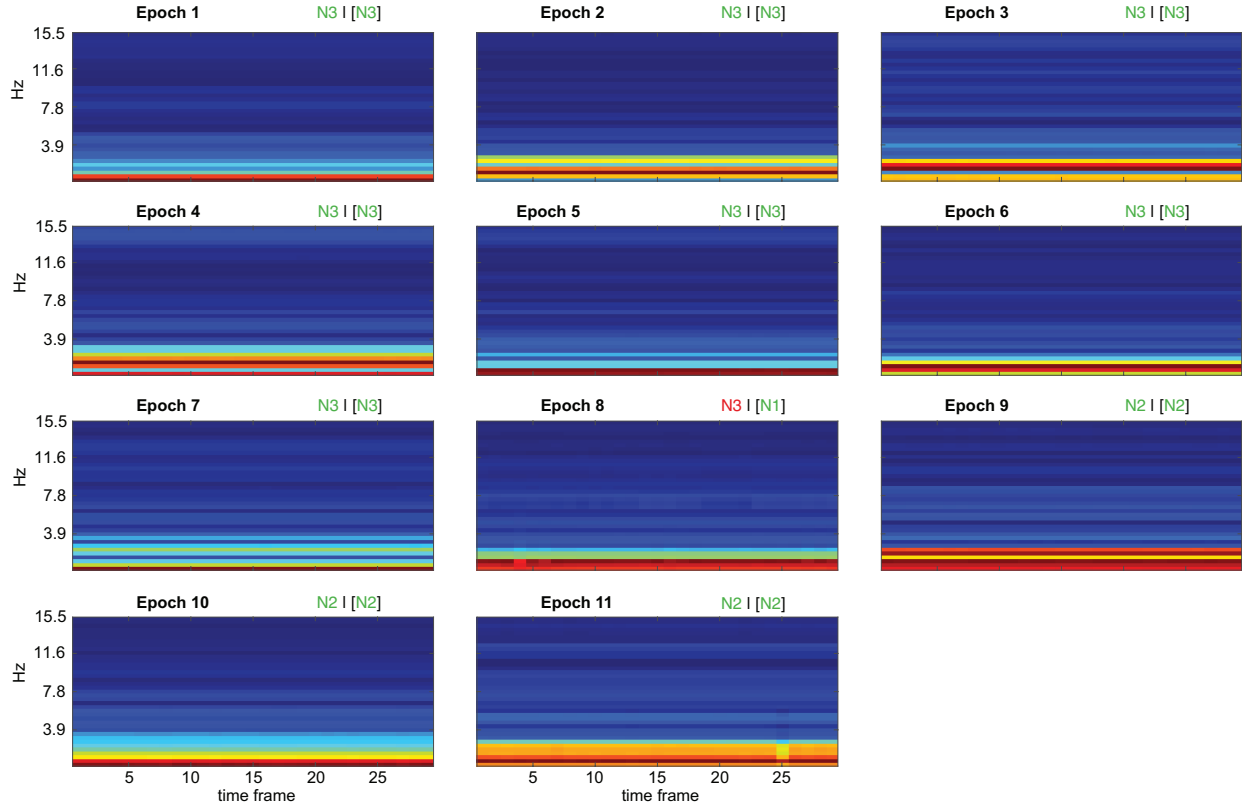 Epoch 1 N3 | [N3] Epoch 2 N3 | [N3] Epoch 3 N3 | [N3]
15.5
11.6
Hz
7.8
3.9
Epoch 4 N3 | [N3] Epoch 5 N3 | [N3] Epoch 6 N3 | [N3]
15.5
11.6
Hz
7.8
3.9
Epoch 7 N3 | [N3] Epoch 8 N3 | [N1] Epoch 9 N2 | [N2]
15.5
11.6
Hz
7.8
3.9
Epoch 10 N2 | [N2] Epoch 11 N2 | [N2]
15.5
11.6
Hz
7.8
3.9
5 10 15 20 25 5 10 15 20 25
time frame time frame